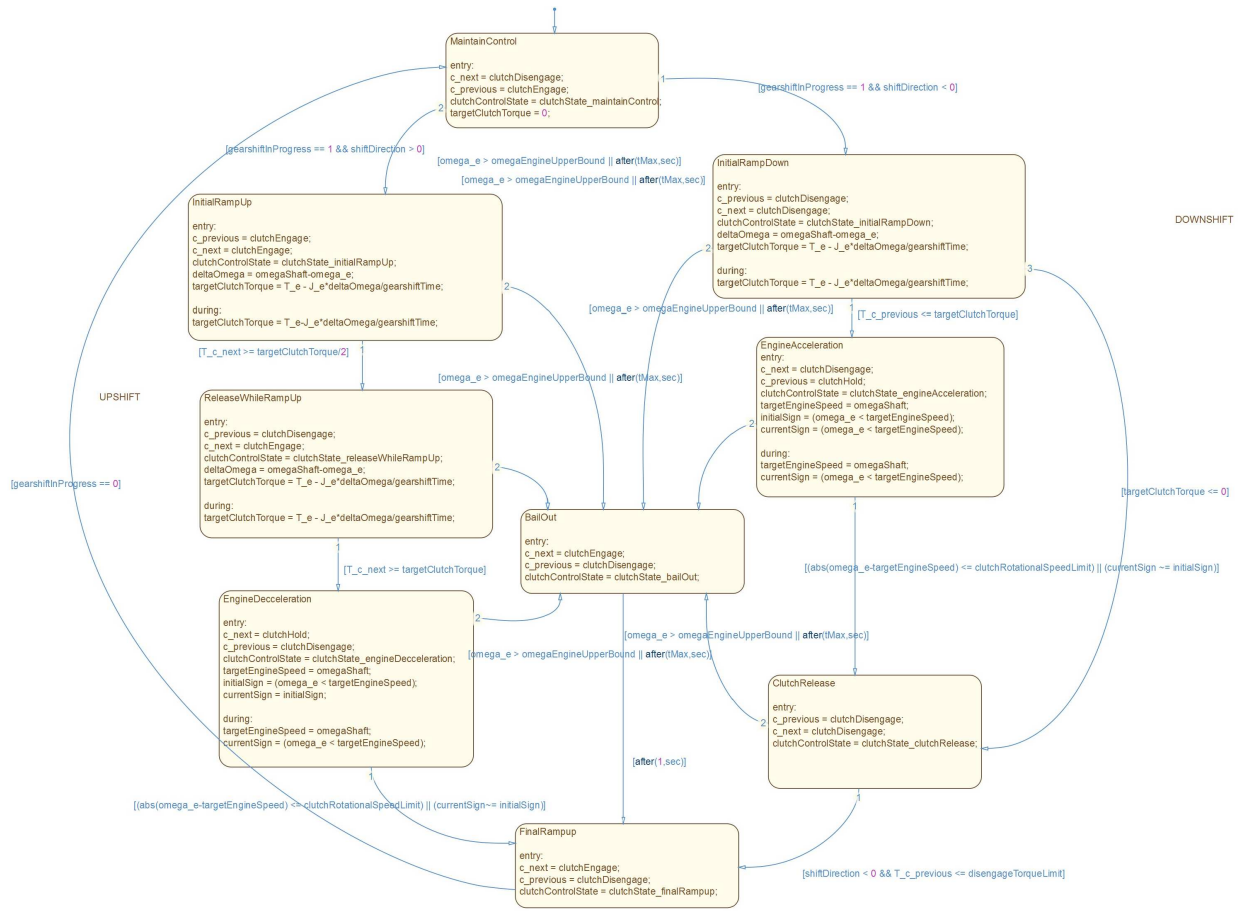 MaintainControl
entry:
c_next = clutchDisengage;
c_previous = clutchEngage;
clutchControlState = clutchState_maintainControl;
targetClutchTorque = 0;
1
2
[gearshiftInProgress == 1 && shiftDirection < 0]
[gearshiftInProgress == 1 && shiftDirection > 0]
[omega_e > omegaEngineUpperBound || after(tMax,sec)]
[omega_e > omegaEngineUpperBound || after(tMax,sec)]
InitialRampDown
entry:
c_previous = clutchDisengage;
c_next = clutchDisengage;
clutchControlState = clutchState_initialRampDown;
deltaOmega = omegaShaft-omega_e;
targetClutchTorque = T_e - J_e*deltaOmega/gearshiftTime;
during:
targetClutchTorque = T_e - J_e*deltaOmega/gearshiftTime;
2
3
1
DOWNSHIFT
InitialRampUp
entry:
c_previous = clutchEngage;
c_next = clutchEngage;
clutchControlState = clutchState_initialRampUp;
deltaOmega = omegaShaft-omega_e;
targetClutchTorque = T_e - J_e*deltaOmega/gearshiftTime;
during:
targetClutchTorque = T_e-J_e*deltaOmega/gearshiftTime;
2
1
[omega_e > omegaEngineUpperBound || after(tMax,sec)]
[T_c_previous <= targetClutchTorque]
[T_c_next >= targetClutchTorque/2]
EngineAcceleration
entry:
c_next = clutchDisengage;
c_previous = clutchHold;
clutchControlState = clutchState_engineAcceleration;
targetEngineSpeed = omegaShaft;
initialSign = (omega_e < targetEngineSpeed);
currentSign = (omega_e < targetEngineSpeed);
during:
targetEngineSpeed = omegaShaft;
currentSign = (omega_e < targetEngineSpeed);
2
1
[omega_e > omegaEngineUpperBound || after(tMax,sec)]
UPSHIFT
ReleaseWhileRampUp
entry:
c_previous = clutchDisengage;
c_next = clutchEngage;
clutchControlState = clutchState_releaseWhileRampUp;
deltaOmega = omegaShaft-omega_e;
targetClutchTorque = T_e - J_e*deltaOmega/gearshiftTime;
during:
targetClutchTorque = T_e - J_e*deltaOmega/gearshiftTime;
2
1
[gearshiftInProgress == 0]
[targetClutchTorque <= 0]
BailOut
entry:
c_next = clutchEngage;
c_previous = clutchDisengage;
clutchControlState = clutchState_bailOut;
[T_c_next >= targetClutchTorque]
[(abs(omega_e-targetEngineSpeed) <= clutchRotationalSpeedLimit) || (currentSign ~= initialSign)]
EngineDecceleration
entry:
c_next = clutchHold;
c_previous = clutchDisengage;
clutchControlState = clutchState_engineDecceleration;
targetEngineSpeed = omegaShaft;
initialSign = (omega_e < targetEngineSpeed);
currentSign = initialSign;
during:
targetEngineSpeed = omegaShaft;
currentSign = (omega_e < targetEngineSpeed);
2
1
[omega_e > omegaEngineUpperBound || after(tMax,sec)]
[omega_e > omegaEngineUpperBound || after(tMax,sec)]
ClutchRelease
entry:
c_previous = clutchDisengage;
c_next = clutchDisengage;
clutchControlState = clutchState_clutchRelease;
2
1
[after(1,sec)]
[(abs(omega_e-targetEngineSpeed) <= clutchRotationalSpeedLimit) || (currentSign~= initialSign)]
FinalRampup
entry:
c_next = clutchEngage;
c_previous = clutchDisengage;
clutchControlState = clutchState_finalRampup;
[shiftDirection < 0 && T_c_previous <= disengageTorqueLimit]